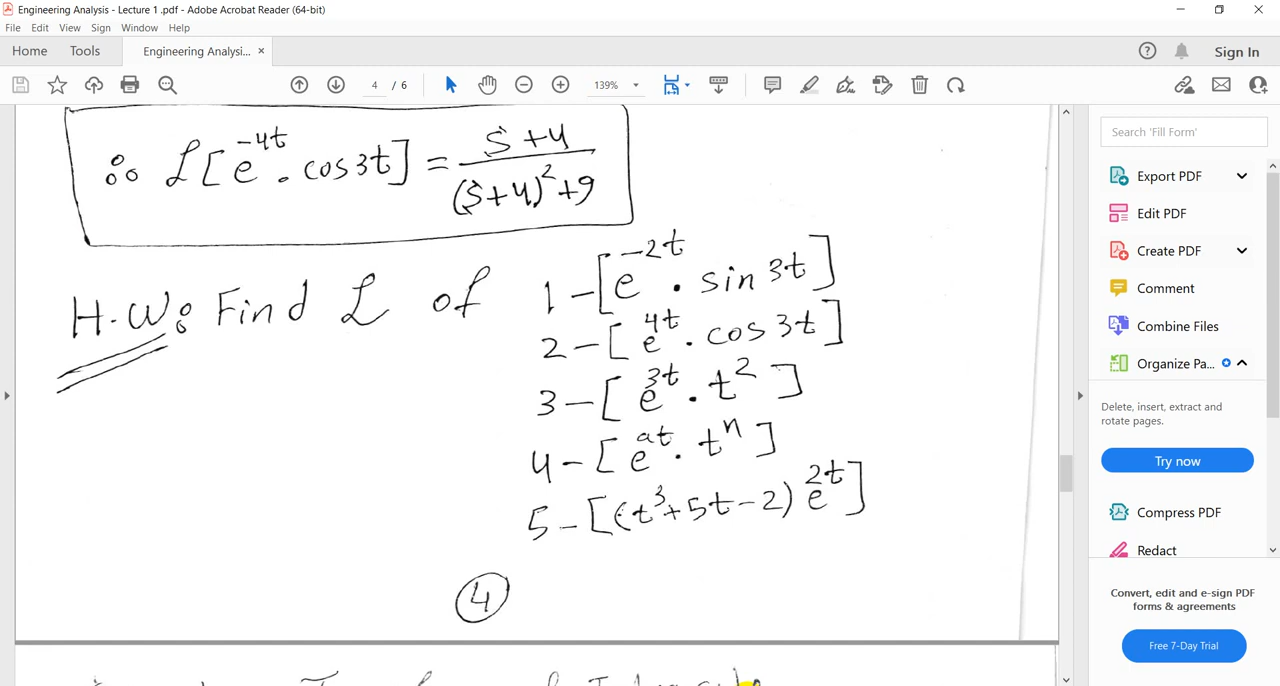 Engineering Analysis - Lecture 1 .pdf - Adobe Acrobat Reader (64-bit)
File Edit View Sign Window Help
Home Tools Engineering Analysi... × Sign In
4 / 6 139%
∴ ℒ[e^{-4t} . cos3t] = \frac{s+4}{(s+4)^2+9}
H.W: Find ℒ of 1 - [e^{-2t} . sin 3t]
2 - [e^{4t} . cos 3t]
3 - [e^{3t} . t^2]
4 - [e^{at} . t^n]
5 - [(t^3 + 5t - 2) e^{2t}]
4
Search 'Fill Form'
Export PDF
Edit PDF
Create PDF
Comment
Combine Files
Organize Pa...
Delete, insert, extract and
rotate pages.
Try now
Compress PDF
Redact
Convert, edit and e-sign PDF
forms & agreements
Free 7-Day Trial